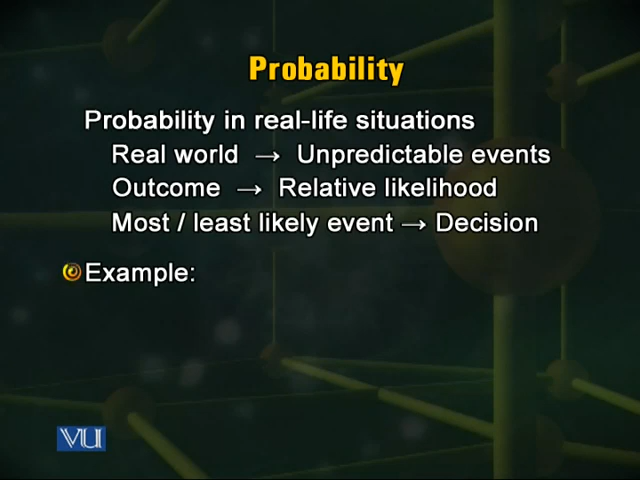 Probability
Probability in real-life situations
Real world → Unpredictable events
Outcome → Relative likelihood
Most / least likely event → Decision
Example:
VU